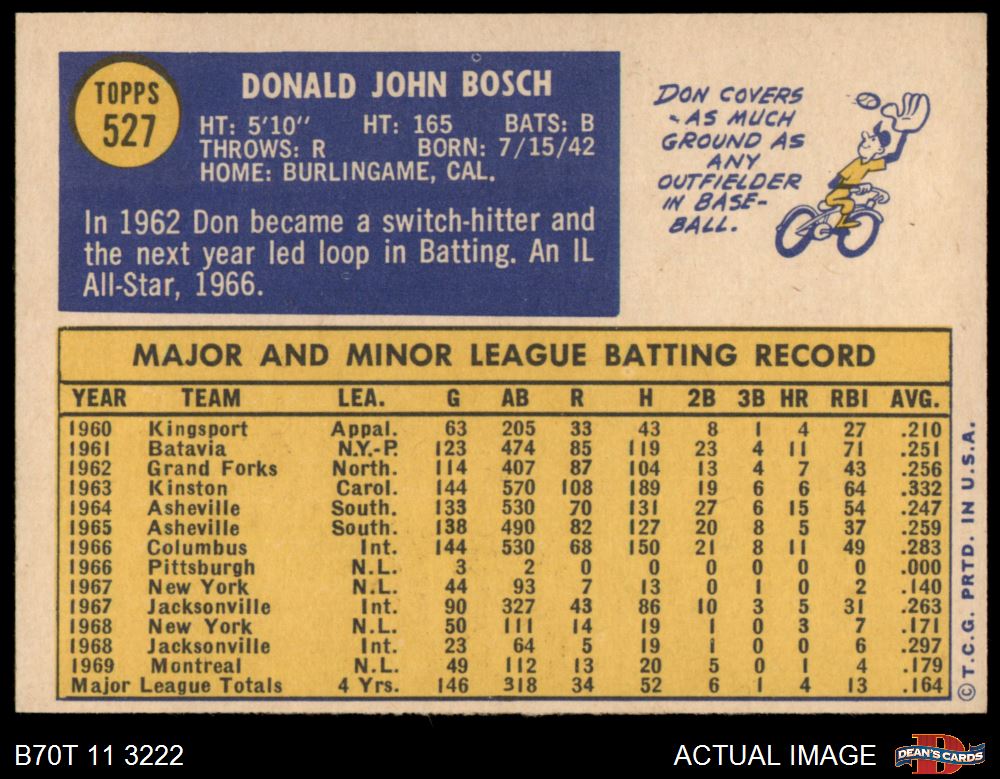 TOPPS
527
DONALD JOHN BOSCH
HT: 5'10" HT: 165 BATS: B
THROWS: R BORN: 7/15/42
HOME: BURLINGAME, CAL.
In 1962 Don became a switch-hitter and
the next year led loop in Batting. An IL
All-Star, 1966.
DON COVERS
AS MUCH
GROUND AS
ANY
OUTFIELDER
IN BASE-
BALL.
MAJOR AND MINOR LEAGUE BATTING RECORD
YEAR TEAM LEA. G AB R H 2B 3B HR RBI AVG.
1960 Kingsport Appal. 63 205 33 43 8 1 4 27 .210
1961 Batavia N.Y.-P. 123 474 85 119 23 4 11 71 .251
1962 Grand Forks North. 114 407 87 104 13 4 7 43 .256
1963 Kinston Carol. 144 570 108 189 19 6 6 64 .332
1964 Asheville South. 133 530 70 131 27 6 15 54 .247
1965 Asheville South. 138 490 82 127 20 8 5 37 .259
1966 Columbus Int. 144 530 68 150 21 8 11 49 .283
1966 Pittsburgh N.L. 3 2 0 0 0 0 0 0 .000
1967 New York N.L. 44 93 7 13 0 1 0 2 .140
1967 Jacksonville Int. 90 327 43 86 10 3 5 31 .263
1968 New York N.L. 50 111 14 19 1 0 3 7 .171
1968 Jacksonville Int. 23 64 5 19 1 0 0 6 .297
1969 Montreal N.L. 49 112 13 20 5 0 1 4 .179
Major League Totals 4 Yrs. 146 318 34 52 6 1 4 13 .164
© T.C.G. PRTD. IN U.S.A.
B70T 11 3222
ACTUAL IMAGE
DEAN'S CARDS